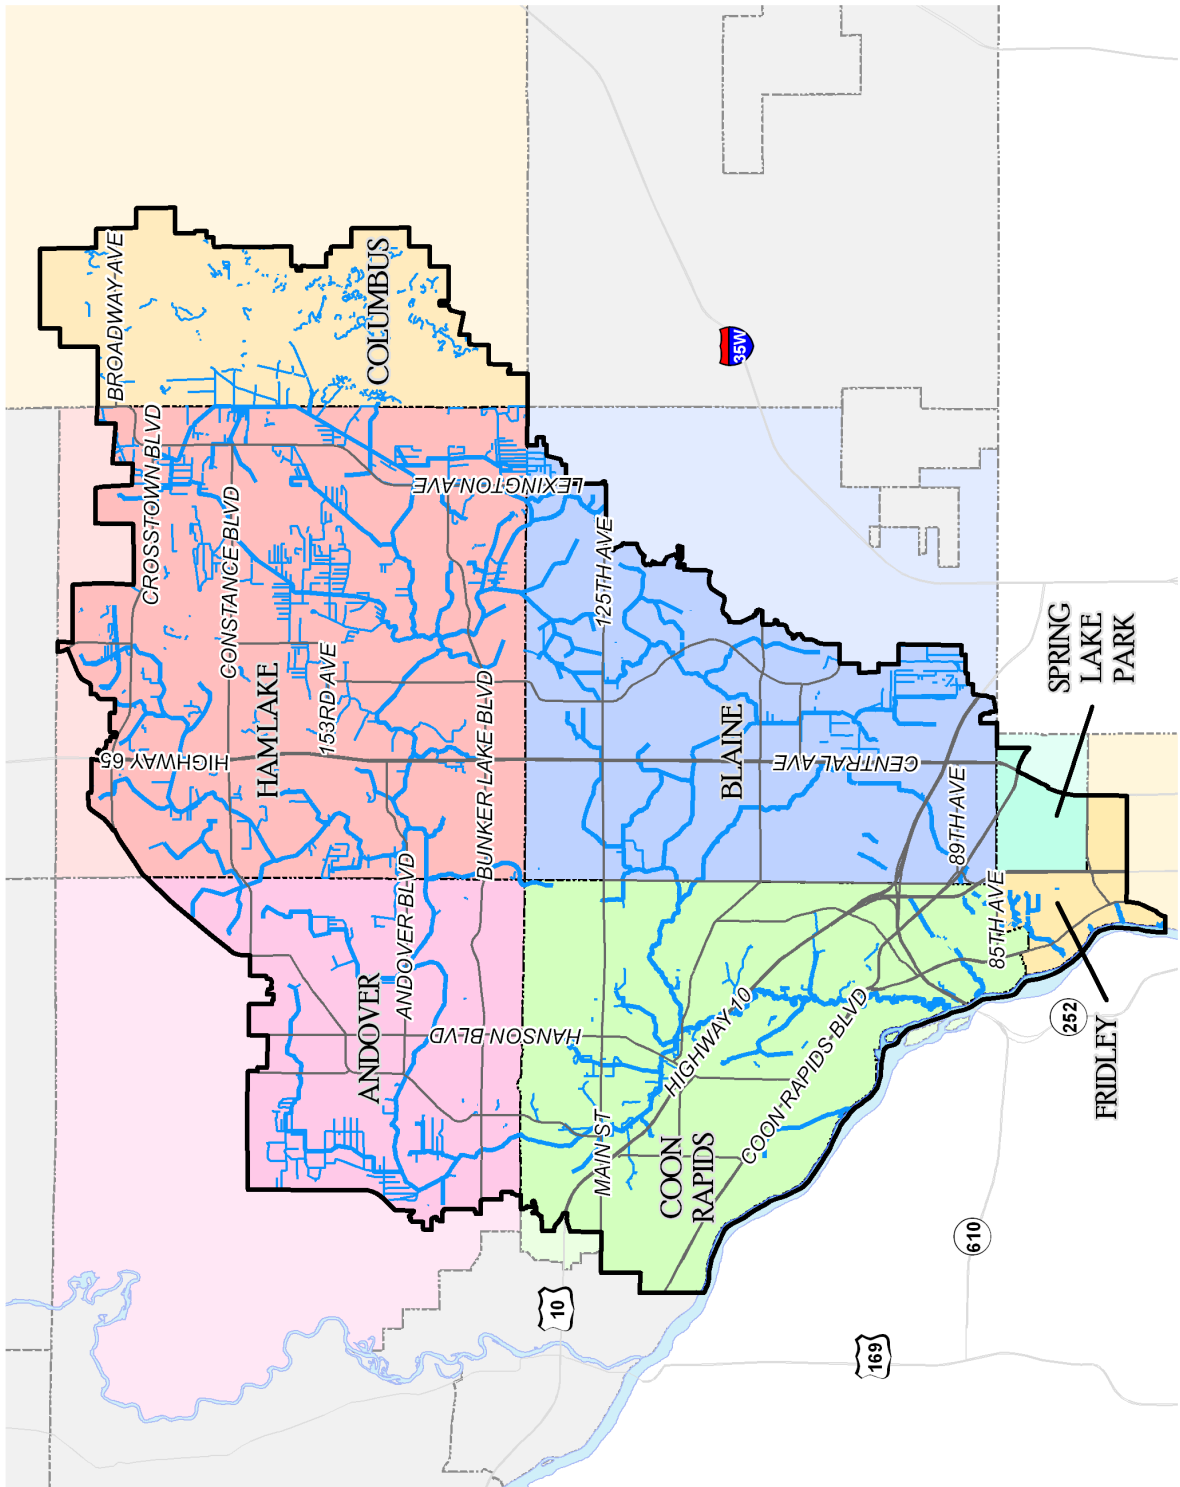 BROADWAY AVE
COLUMBUS
CROSSTOWN BLVD
CONSTANCE BLVD
LEXINGTON AVE
35W
125TH AVE
153RD AVE
HAM LAKE
HIGHWAY 65
BUNKER LAKE BLVD
BLAINE
CENTRAL AVE
SPRING
LAKE
PARK
89TH AVE
ANDOVER BLVD
85TH AVE
ANDOVER
HANSON BLVD
HIGHWAY 10
COON RAPIDS BLVD
252
FRIDLEY
MAIN ST
COON
RAPIDS
610
10
169